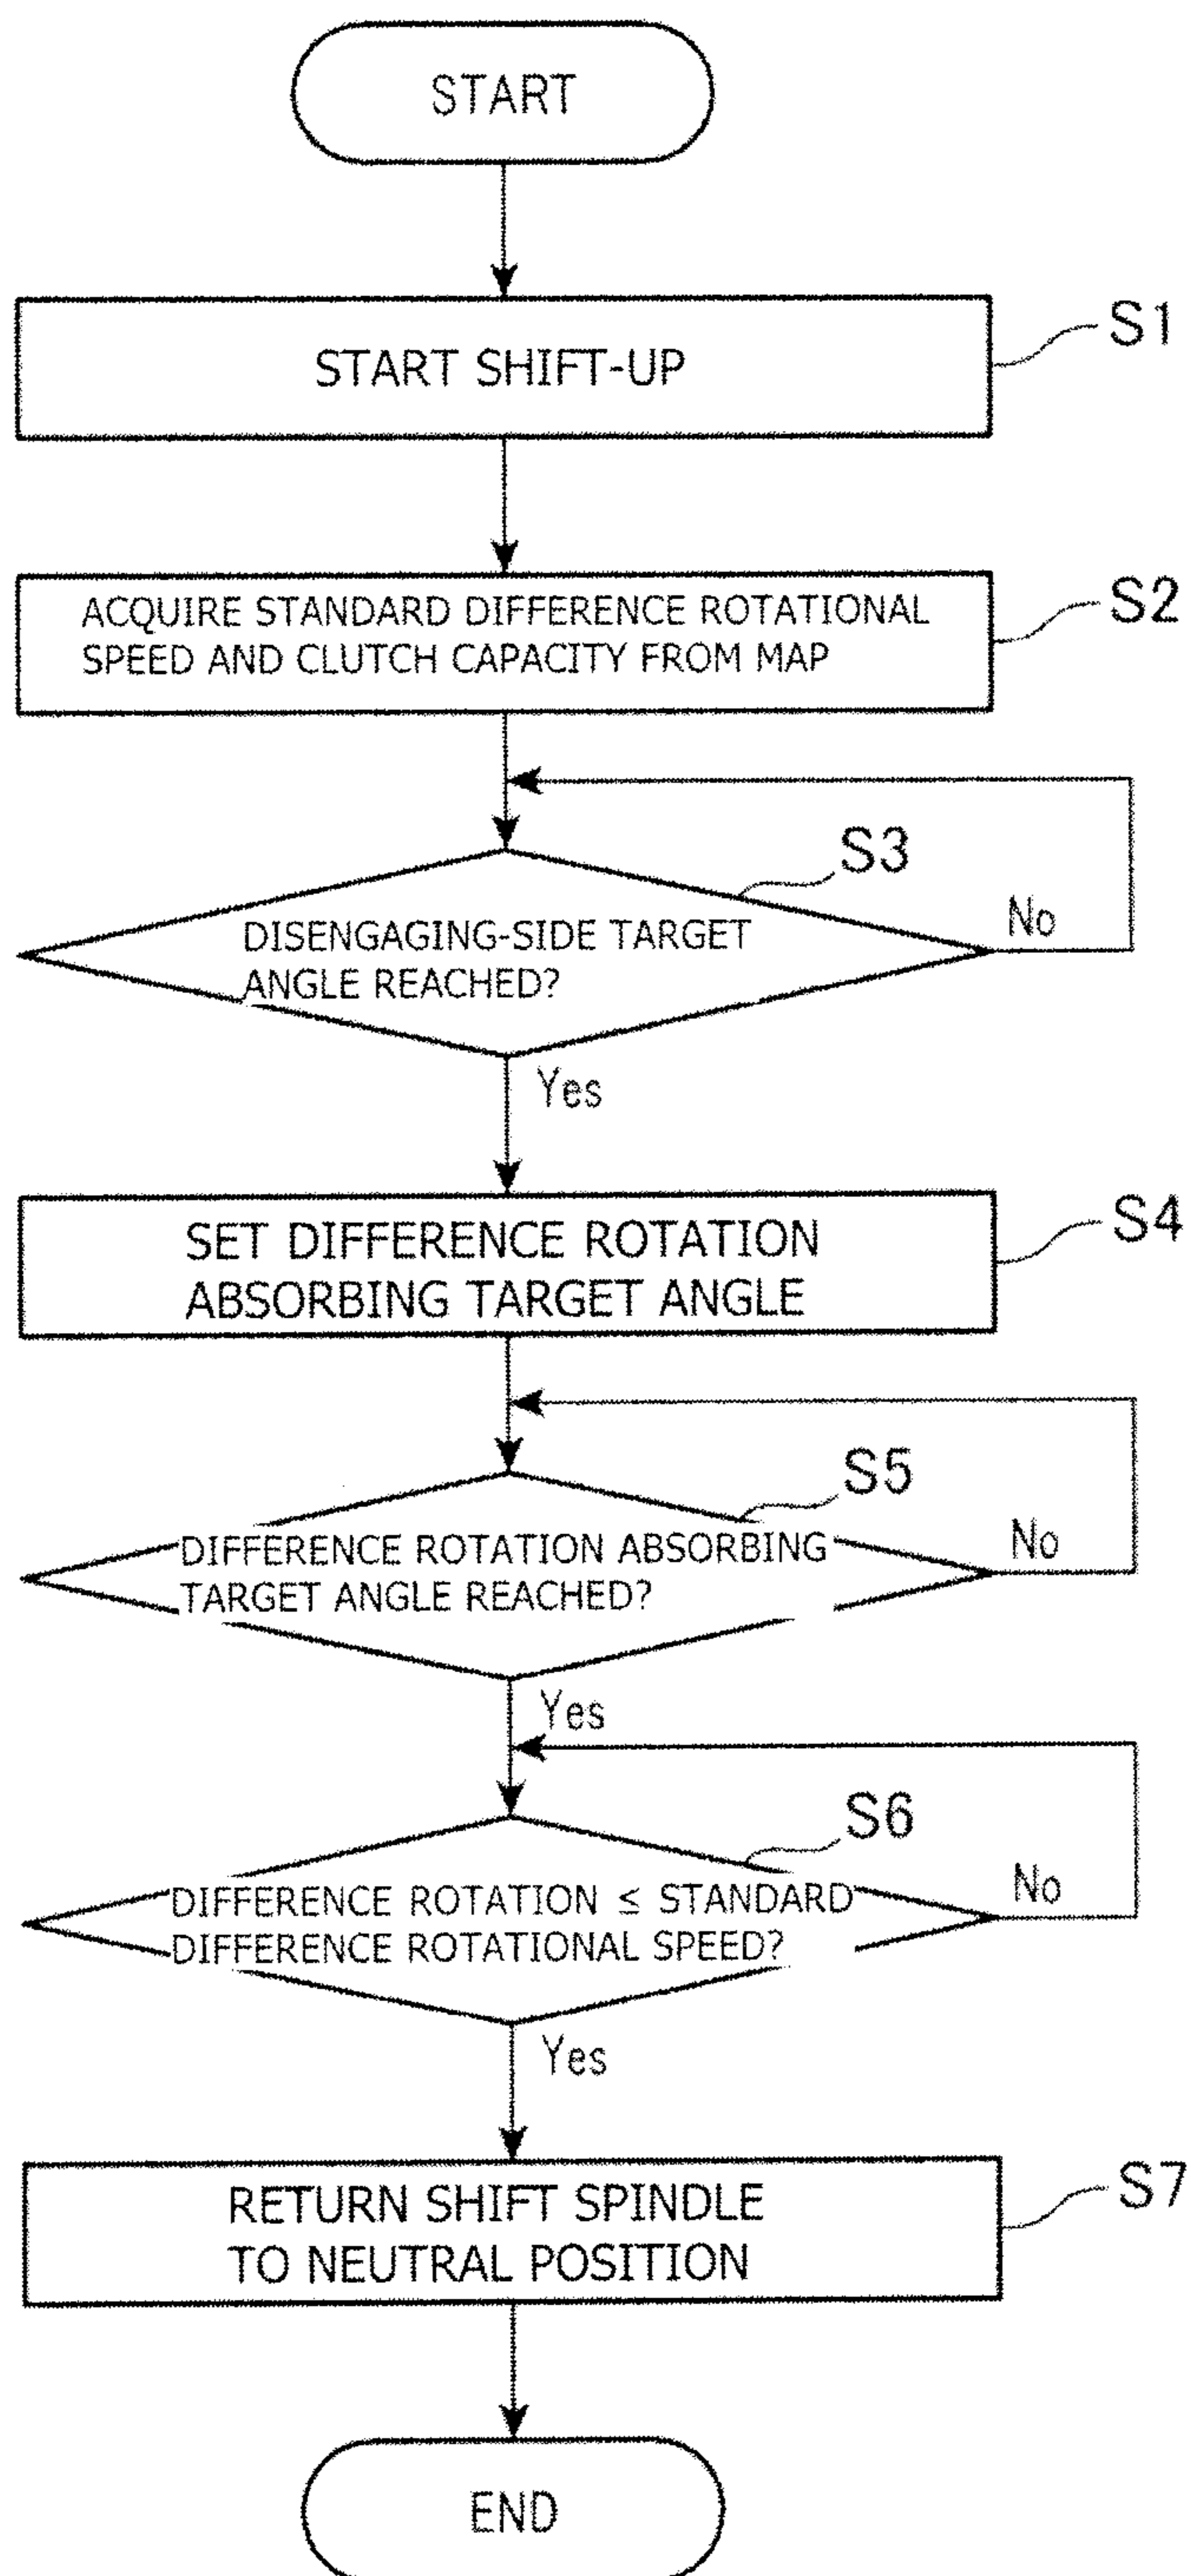 START
START SHIFT-UP
S1
ACQUIRE STANDARD DIFFERENCE ROTATIONAL
SPEED AND CLUTCH CAPACITY FROM MAP
S2
S3
DISENGAGING-SIDE TARGET
ANGLE REACHED?
No
Yes
SET DIFFERENCE ROTATION
ABSORBING TARGET ANGLE
S4
S5
DIFFERENCE ROTATION ABSORBING
TARGET ANGLE REACHED?
No
Yes
S6
DIFFERENCE ROTATION ≤ STANDARD
DIFFERENCE ROTATIONAL SPEED?
No
Yes
RETURN SHIFT SPINDLE
TO NEUTRAL POSITION
S7
END